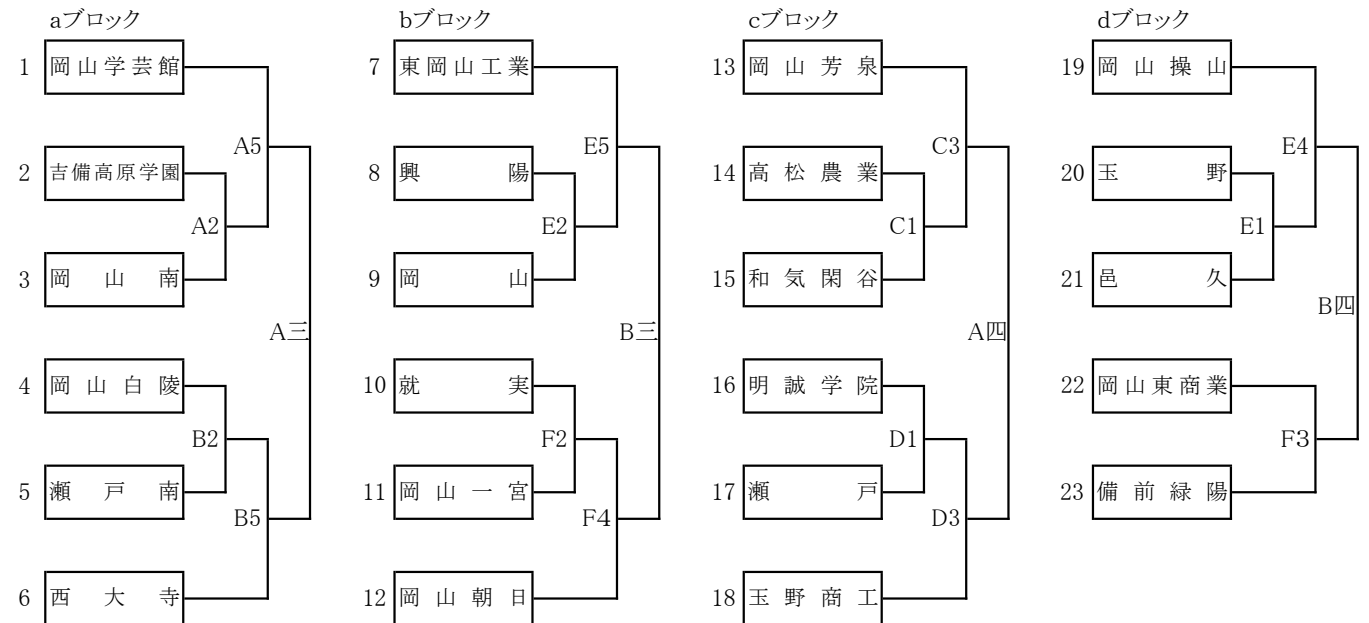 aブロック
1 岡山学芸館
A5
2 吉備高原学園
A2
3 岡山南
A三
4 岡山白陵
B2
5 瀬戸南
B5
6 西大寺
bブロック
7 東岡山工業
E5
8 興陽
E2
9 岡山
B三
10 就実
F2
11 岡山一宮
F4
12 岡山朝日
cブロック
13 岡山芳泉
C3
14 高松農業
C1
15 和気閑谷
A四
16 明誠学院
D1
17 瀬戸
D3
18 玉野商工
dブロック
19 岡山操山
E4
20 玉野
E1
21 邑久
B四
22 岡山東商業
F3
23 備前緑陽